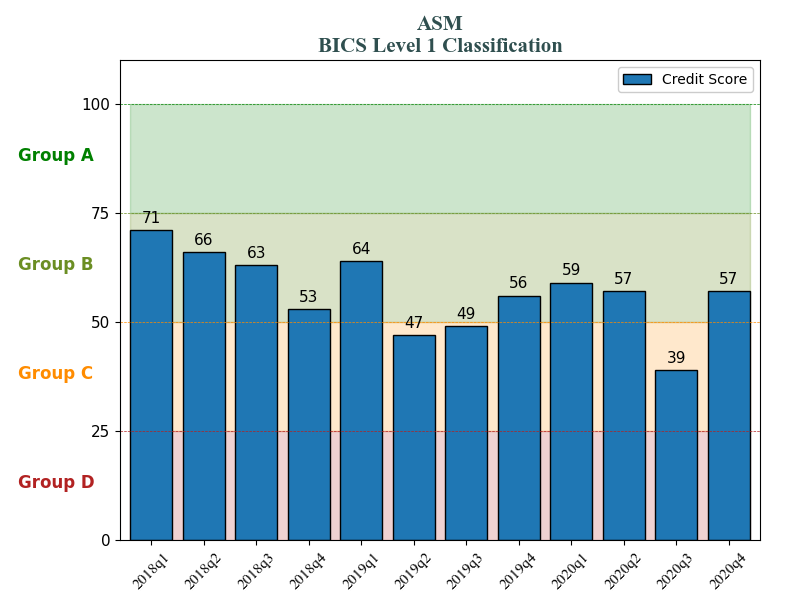 ASM
BICS Level 1 Classification
Credit Score
100
Group A
75
71
66
63
53
64
47
49
56
59
57
39
57
Group B
50
Group C
25
Group D
0
2018q1
2018q2
2018q3
2018q4
2019q1
2019q2
2019q3
2019q4
2020q1
2020q2
2020q3
2020q4